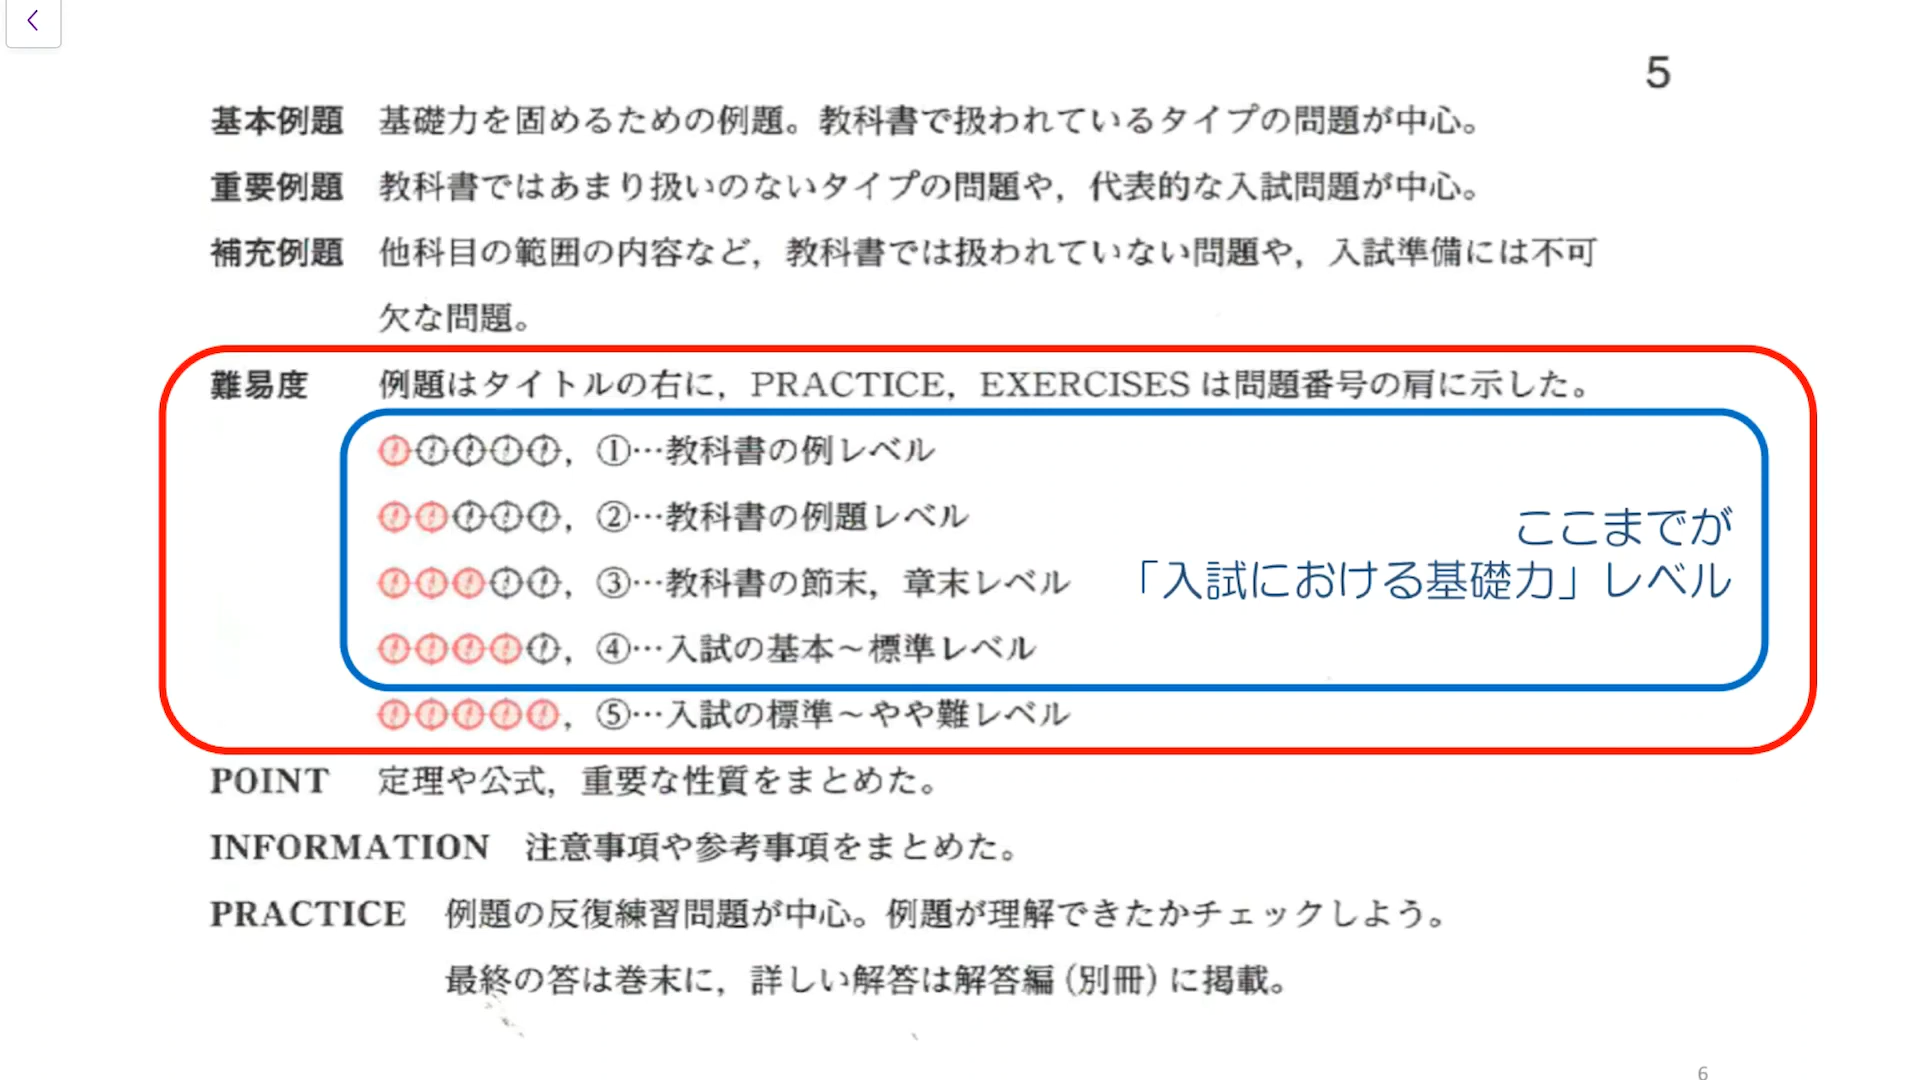 5
基本例題 基礎力を固めるための例題。教科書で扱われているタイプの問題が中心。
重要例題 教科書ではあまり扱いのないタイプの問題や，代表的な入試問題が中心。
補充例題 他科目の範囲の内容など，教科書では扱われていない問題や，入試準備には不可
欠な問題。
難易度 例題はタイトルの右に，PRACTICE，EXERCISES は問題番号の肩に示した。
，①…教科書の例レベル
，②…教科書の例題レベル
，③…教科書の節末，章末レベル
，④…入試の基本～標準レベル
，⑤…入試の標準～やや難レベル
ここまでが
「入試における基礎力」レベル
POINT 定理や公式，重要な性質をまとめた。
INFORMATION 注意事項や参考事項をまとめた。
PRACTICE 例題の反復練習問題が中心。例題が理解できたかチェックしよう。
最終の答は巻末に，詳しい解答は解答編（別冊）に掲載。
6